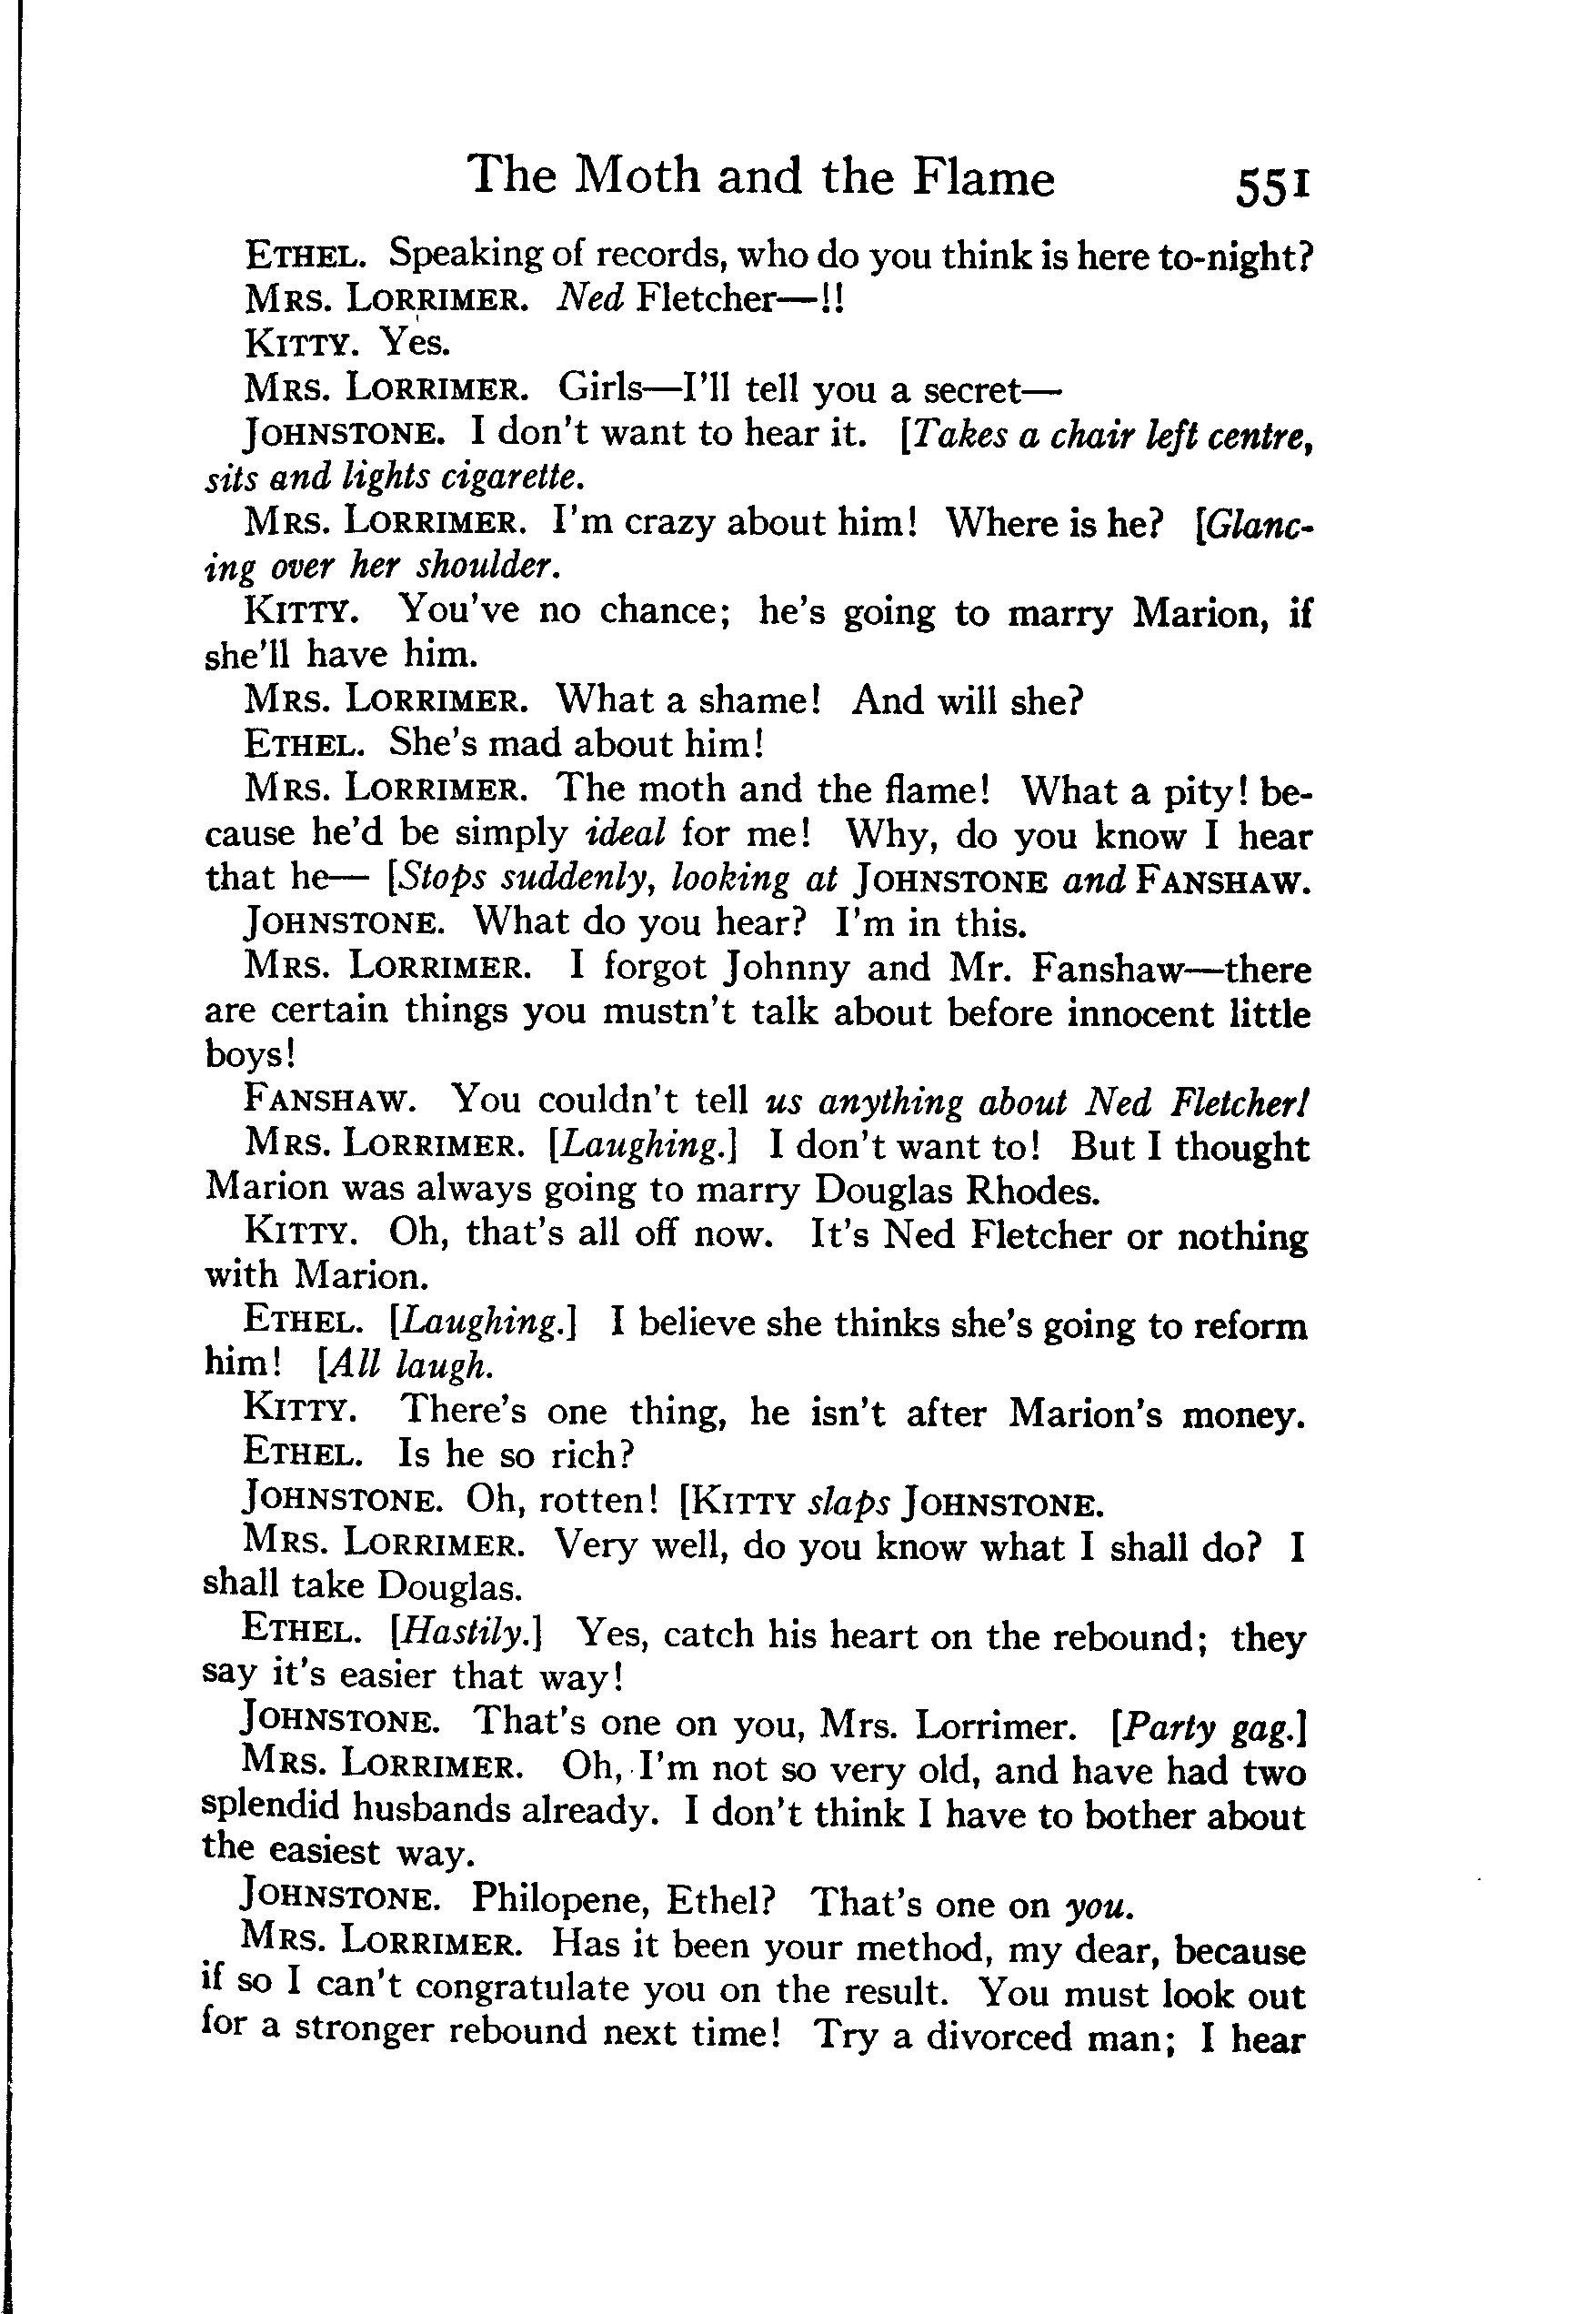 The Moth and the Flame 551
ETHEL. Speaking of records, who do you think is here to-night?
MRS. LORRIMER. Ned Fletcher—!!
KITTY. Yes.
MRS. LORRIMER. Girls—I'll tell you a secret—
JOHNSTONE. I don't want to hear it. [Takes a chair left centre,
sits and lights cigarette.
MRS. LORRIMER. I'm crazy about him! Where is he? [Glanc-
ing over her shoulder.
KITTY. You've no chance; he's going to marry Marion, if
she'll have him.
MRS. LORRIMER. What a shame! And will she?
ETHEL. She's mad about him!
MRS. LORRIMER. The moth and the flame! What a pity! be-
cause he'd be simply ideal for me! Why, do you know I hear
that he— [Stops suddenly, looking at JOHNSTONE and FANSHAW.
JOHNSTONE. What do you hear? I'm in this.
MRS. LORRIMER. I forgot Johnny and Mr. Fanshaw—there
are certain things you mustn't talk about before innocent little
boys!
FANSHAW. You couldn't tell us anything about Ned Fletcher!
MRS. LORRIMER. [Laughing.] I don't want to! But I thought
Marion was always going to marry Douglas Rhodes.
KITTY. Oh, that's all off now. It's Ned Fletcher or nothing
with Marion.
ETHEL. [Laughing.] I believe she thinks she's going to reform
him! [All laugh.
KITTY. There's one thing, he isn't after Marion's money.
ETHEL. Is he so rich?
JOHNSTONE. Oh, rotten! [KITTY slaps JOHNSTONE.
MRS. LORRIMER. Very well, do you know what I shall do? I
shall take Douglas.
ETHEL. [Hastily.] Yes, catch his heart on the rebound; they
say it's easier that way!
JOHNSTONE. That's one on you, Mrs. Lorrimer. [Party gag.]
MRS. LORRIMER. Oh, I'm not so very old, and have had two
splendid husbands already. I don't think I have to bother about
the easiest way.
JOHNSTONE. Philopene, Ethel? That's one on you.
MRS. LORRIMER. Has it been your method, my dear, because
if so I can't congratulate you on the result. You must look out
for a stronger rebound next time! Try a divorced man; I hear